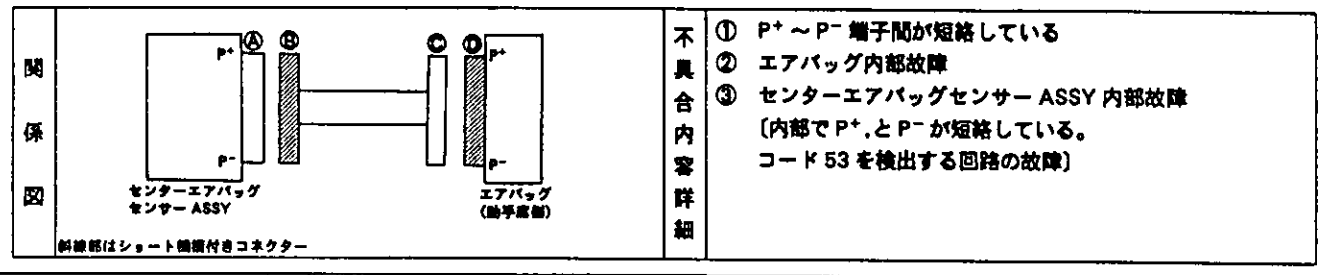 関係図
Ⓐ Ⓑ Ⓒ Ⓓ
P⁺ P⁺
P⁻ P⁻
センターエアバッグ
センサー ASSY
エアバッグ
(助手席側)
斜線部はショート機構付きコネクター
不具合内容詳細
① P⁺ ～ P⁻ 端子間が短絡している
② エアバッグ内部故障
③ センターエアバッグセンサー ASSY 内部故障
〔内部で P⁺,と P⁻ が短絡している。
コード 53 を検出する回路の故障〕